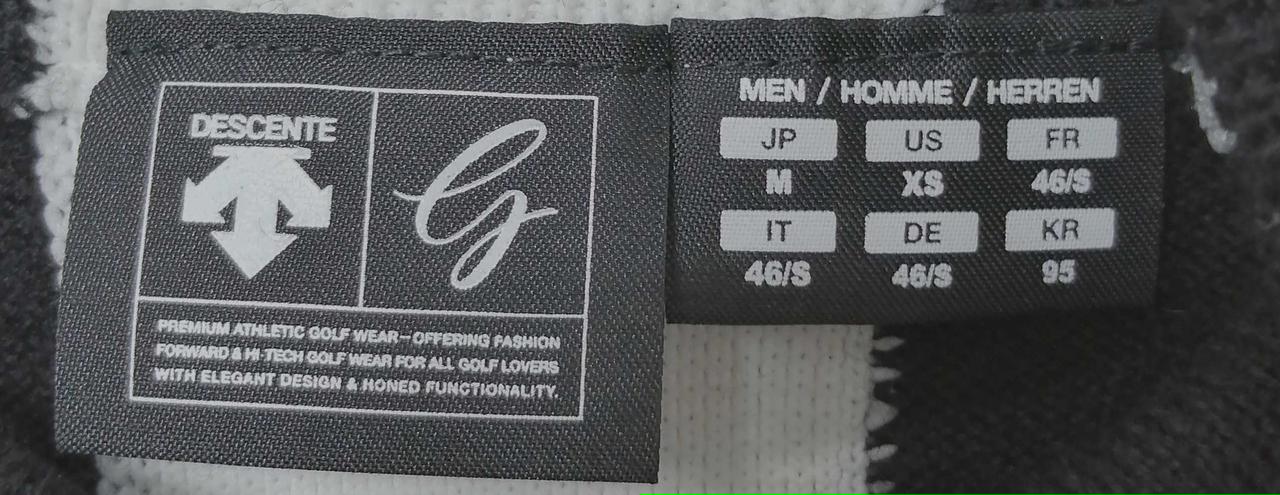 DESCENTE
G
PREMIUM ATHLETIC GOLF WEAR—OFFERING FASHION
FORWARD & HI-TECH GOLF WEAR FOR ALL GOLF LOVERS
WITH ELEGANT DESIGN & HONED FUNCTIONALITY.
MEN / HOMME / HERREN
JP US FR
M XS 46/S
IT DE KR
46/S 46/S 95